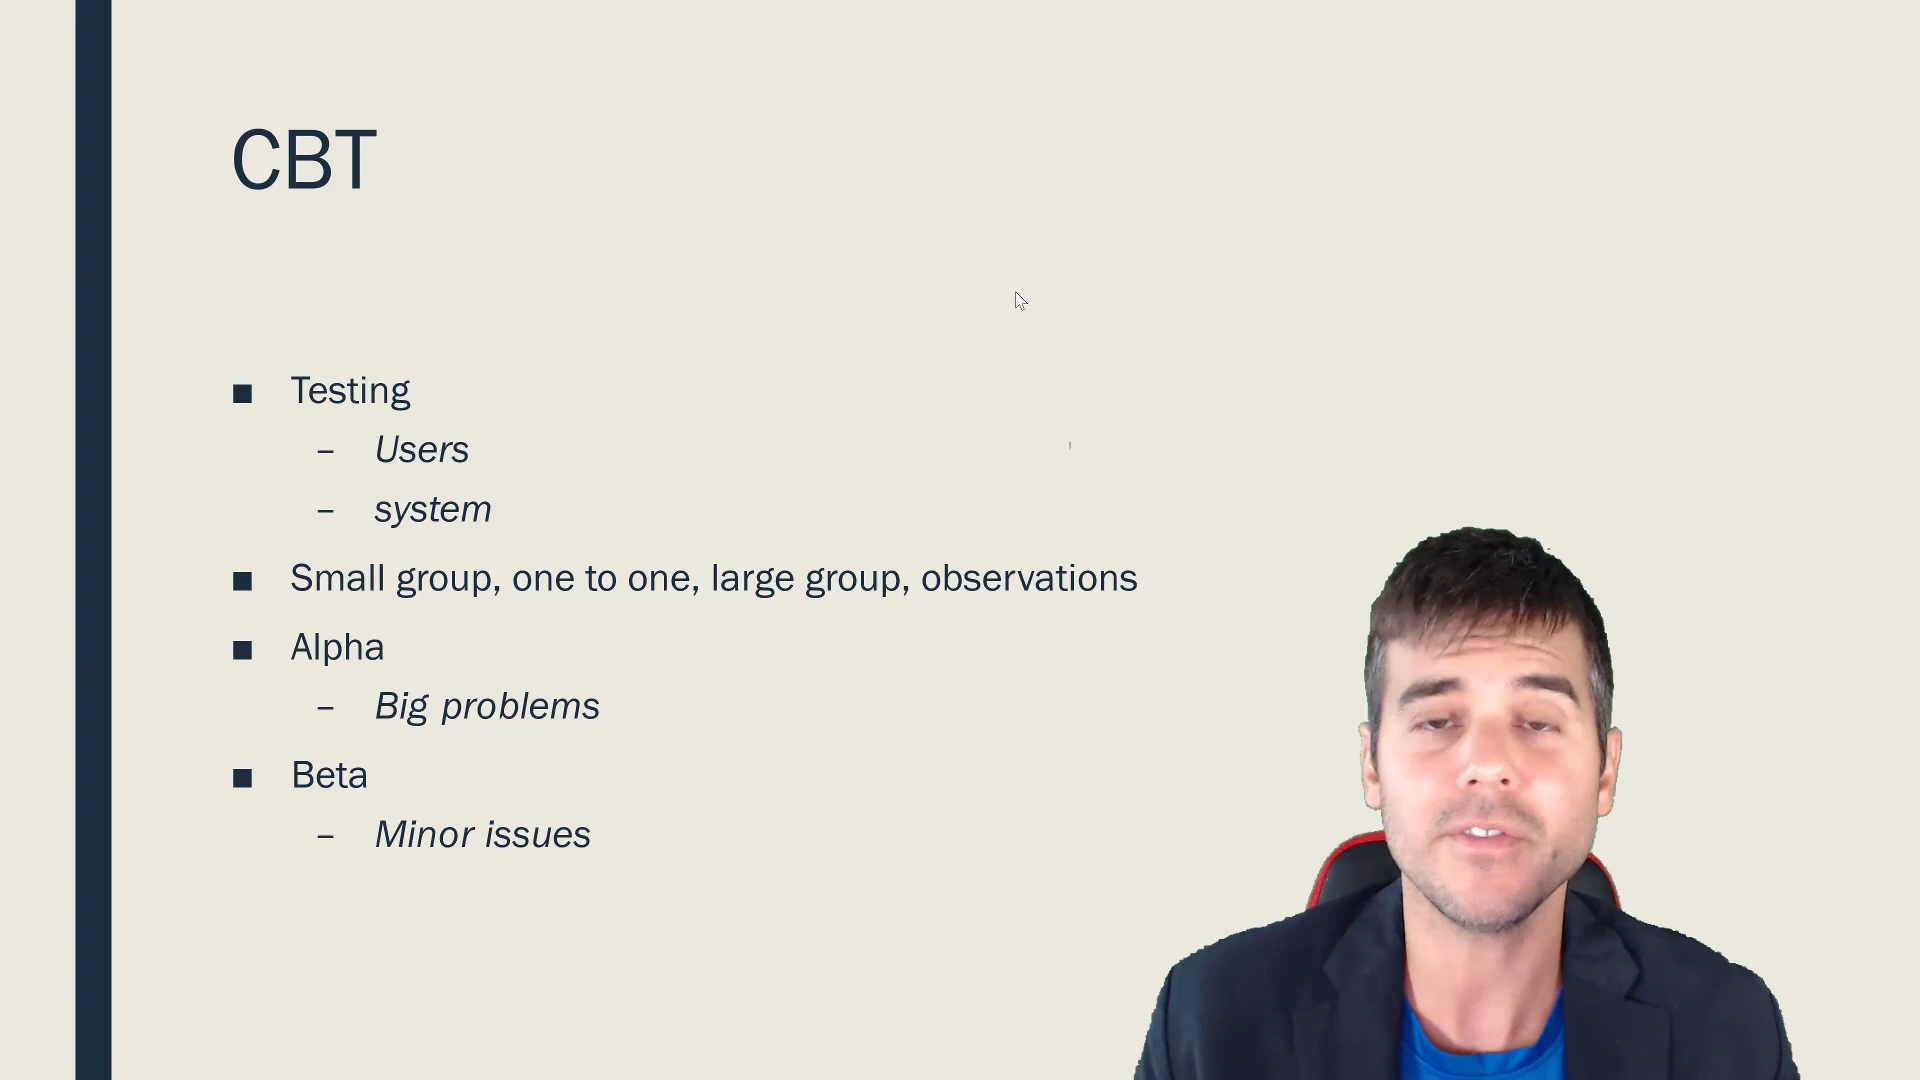 CBT
■ Testing
– Users
– system
■ Small group, one to one, large group, observations
■ Alpha
– Big problems
■ Beta
– Minor issues